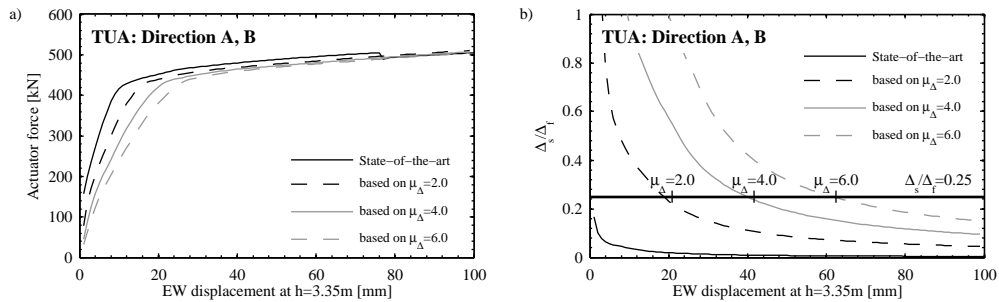 a)
TUA: Direction A, B
Actuator force [kN]
600
500
400
300
200
100
0
State−of−the−art
based on μΔ=2.0
based on μΔ=4.0
based on μΔ=6.0
0 20 40 60 80 100
EW displacement at h=3.35m [mm]
b)
TUA: Direction A, B
Δs/Δf
1
0.8
0.6
0.4
0.2
0
State−of−the−art
based on μΔ=2.0
based on μΔ=4.0
based on μΔ=6.0
μΔ=2.0 μΔ=4.0 μΔ=6.0 Δs/Δf=0.25
0 20 40 60 80 100
EW displacement at h=3.35m [mm]